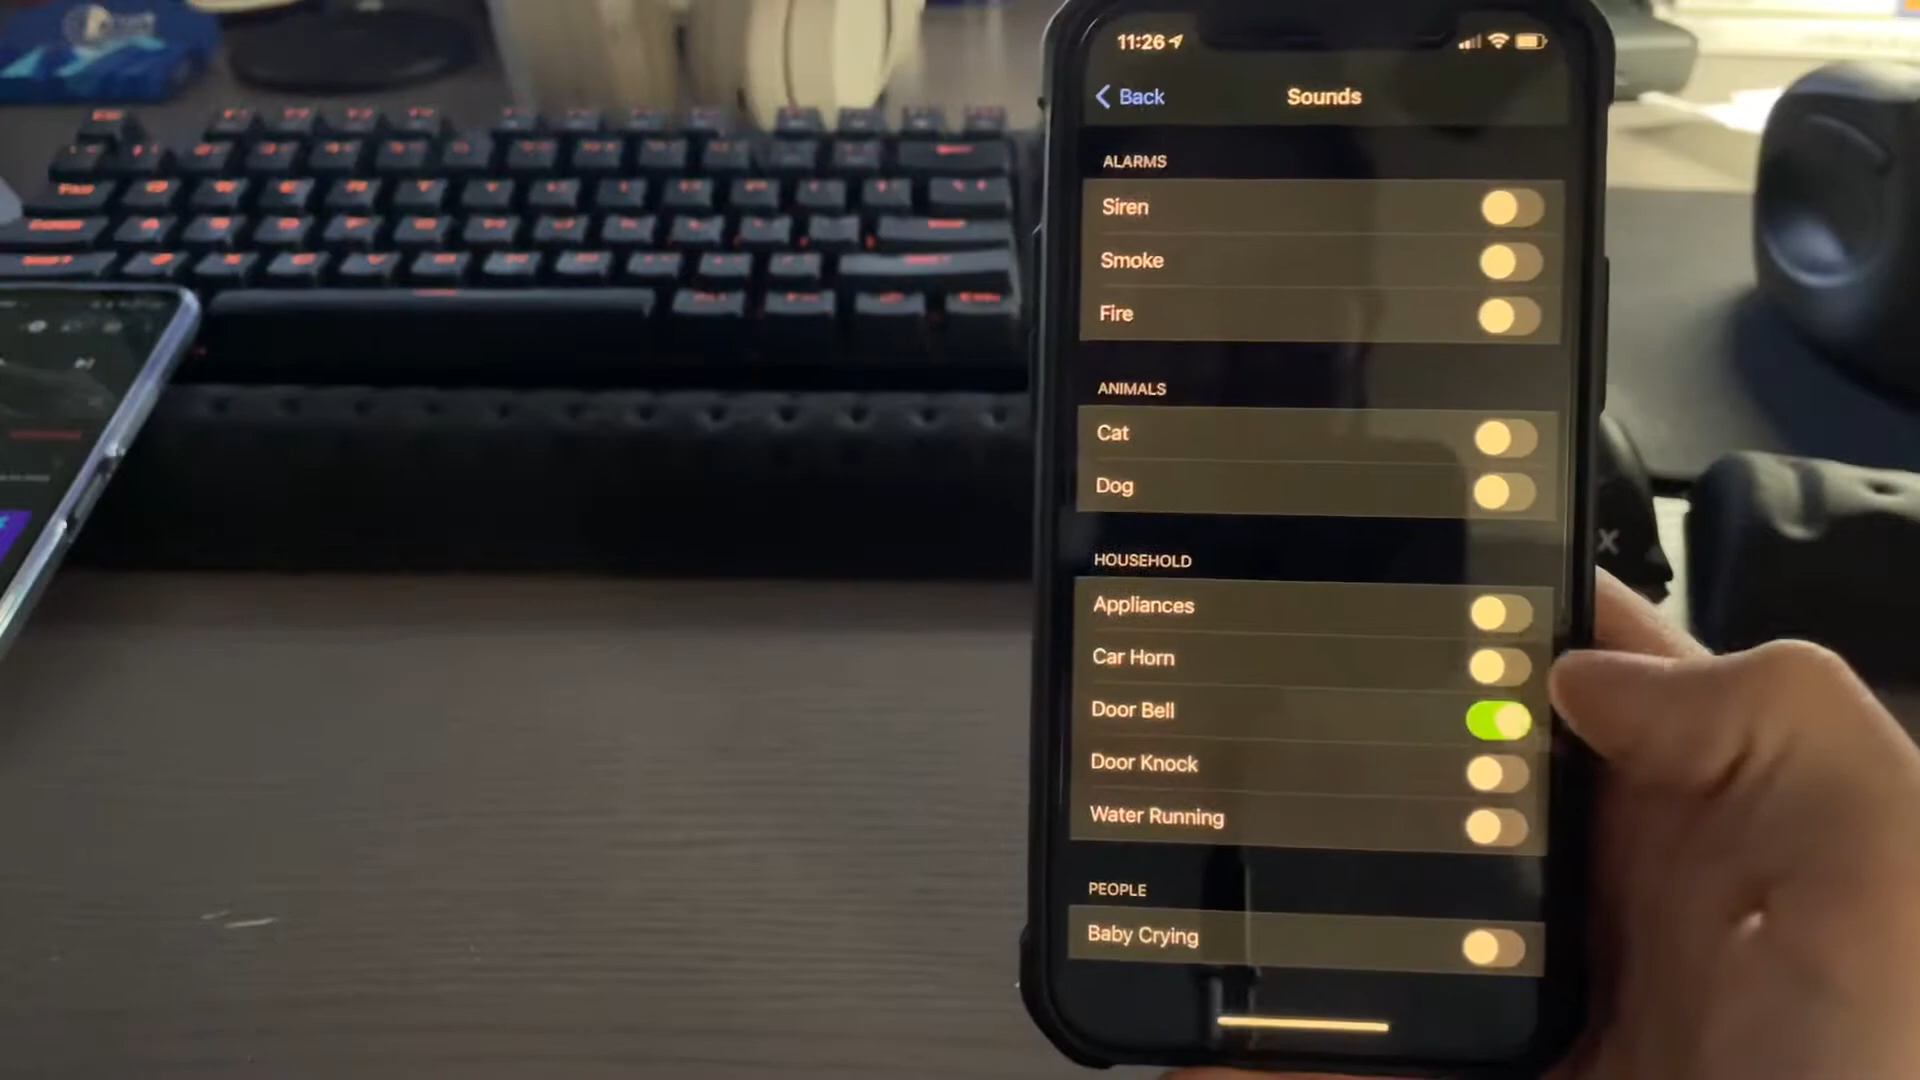 11:26
Back
Sounds
ALARMS
Siren
Smoke
Fire
ANIMALS
Cat
Dog
HOUSEHOLD
Appliances
Car Horn
Door Bell
Door Knock
Water Running
PEOPLE
Baby Crying
X